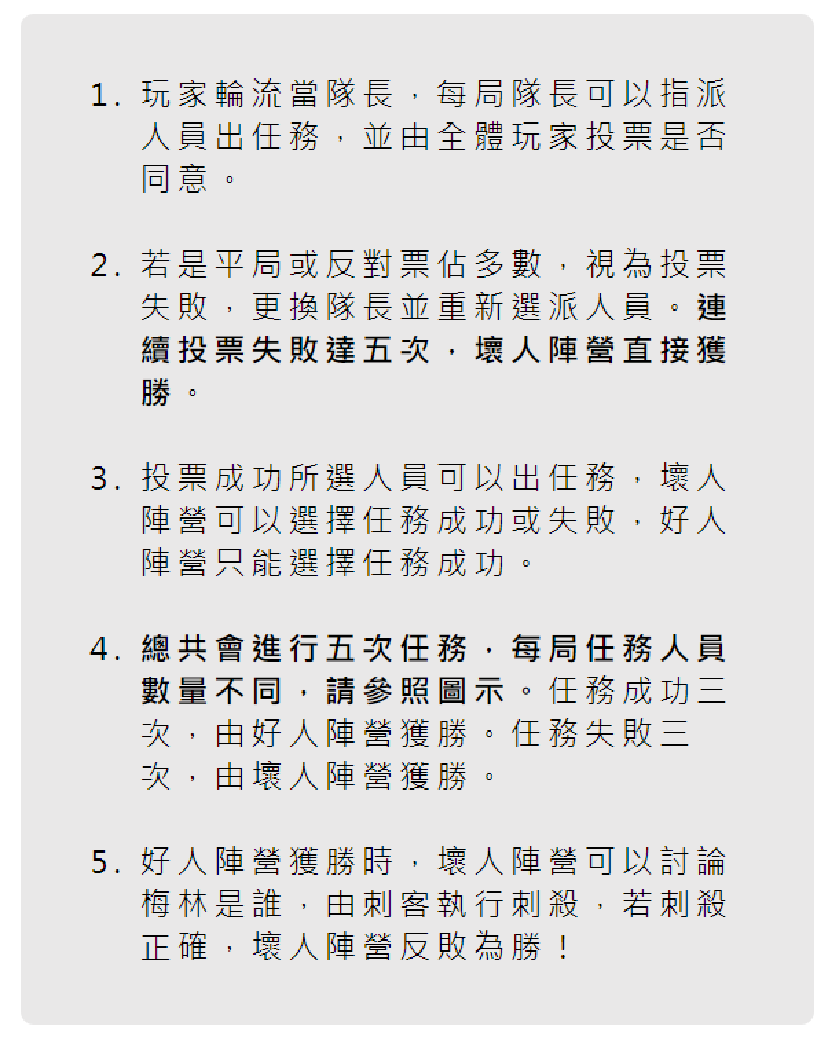 1. 玩家輪流當隊長，每局隊長可以指派
人員出任務，並由全體玩家投票是否
同意。
2. 若是平局或反對票佔多數，視為投票
失敗，更換隊長並重新選派人員。連
續投票失敗達五次，壞人陣營直接獲
勝。
3. 投票成功所選人員可以出任務，壞人
陣營可以選擇任務成功或失敗，好人
陣營只能選擇任務成功。
4. 總共會進行五次任務，每局任務人員
數量不同，請參照圖示。任務成功三
次，由好人陣營獲勝。任務失敗三
次，由壞人陣營獲勝。
5. 好人陣營獲勝時，壞人陣營可以討論
梅林是誰，由刺客執行刺殺，若刺殺
正確，壞人陣營反敗為勝！